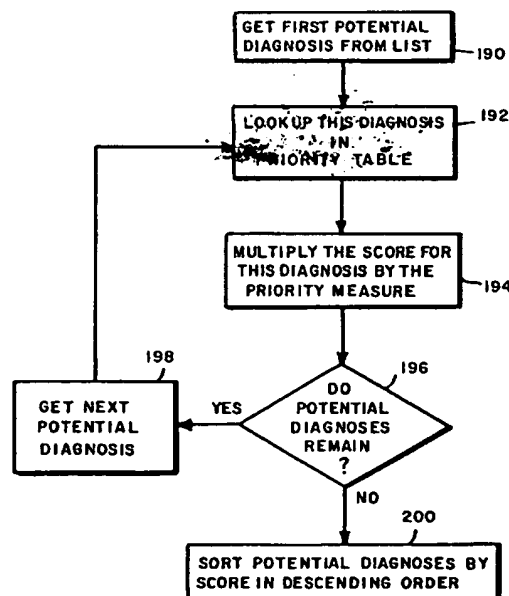 GET FIRST POTENTIAL
DIAGNOSIS FROM LIST
190
LOOKUP THIS DIAGNOSIS
IN
PRIORITY TABLE
192
MULTIPLY THE SCORE FOR
THIS DIAGNOSIS BY THE
PRIORITY MEASURE
194
196
DO
POTENTIAL
DIAGNOSES
REMAIN
?
YES
198
GET NEXT
POTENTIAL
DIAGNOSIS
NO
200
SORT POTENTIAL DIAGNOSES BY
SCORE IN DESCENDING ORDER